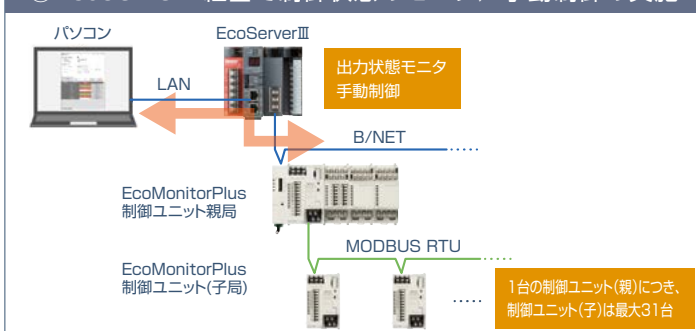 パソコン
EcoServerⅢ
出力状態モニタ
手動制御
LAN
B/NET
EcoMonitorPlus
制御ユニット親局
MODBUS RTU
EcoMonitorPlus
制御ユニット(子局)
1台の制御ユニット(親)につき、
制御ユニット(子)は最大31台